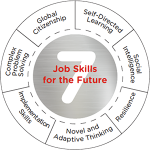 7
Job Skills
for the Future
Self-Directed
Learning
Social
Intelligence
Resilience
Novel and
Adaptive Thinking
Implementation
Skills
Complex
Problem
Solving
Global
Citizenship